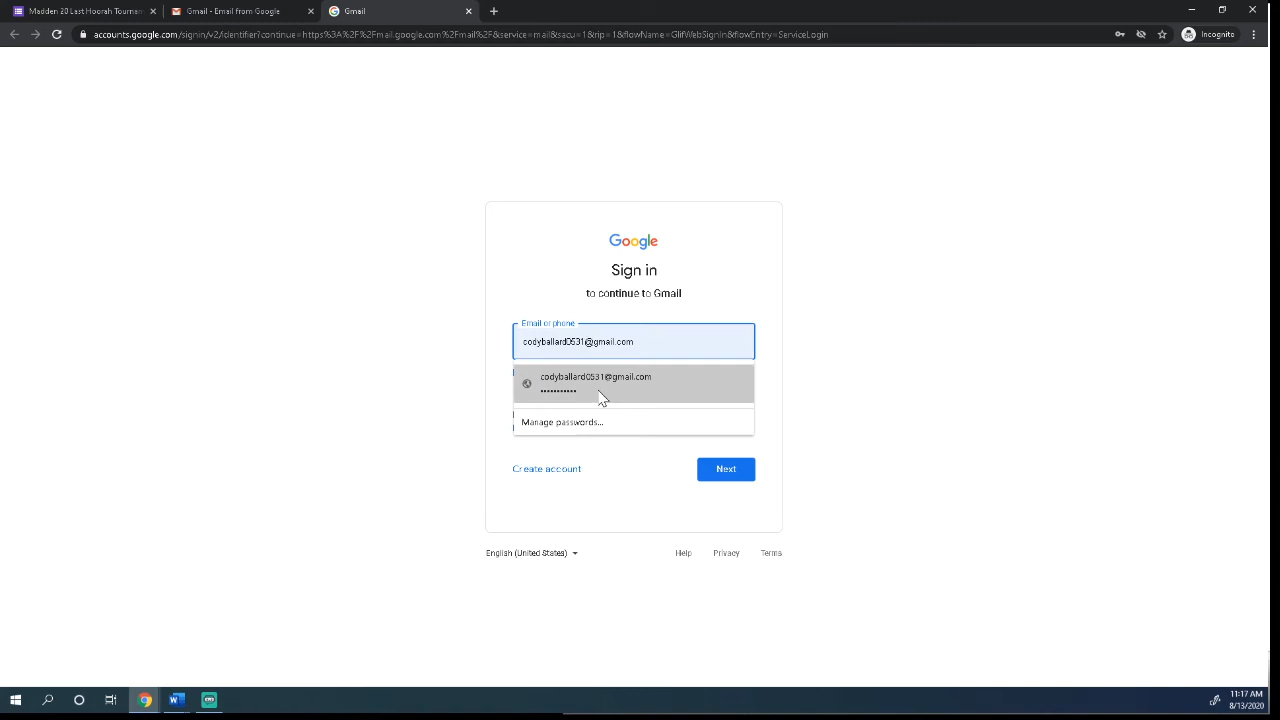 Madden 20 Last Hoorah Tournam
Gmail - Email from Google
Gmail
accounts.google.com/signin/v2/identifier?continue=https%3A%2F%2Fmail.google.com%2Fmail%2F&service=mail&sacu=1&rip=1&flowName=GlifWebSignIn&flowEntry=ServiceLogin
Incognito
Google
Sign in
to continue to Gmail
Email or phone
codyballard0531@gmail.com
codyballard0531@gmail.com
•••••••••••
Manage passwords...
Create account
Next
English (United States)
Help
Privacy
Terms
11:17 AM
8/13/2020